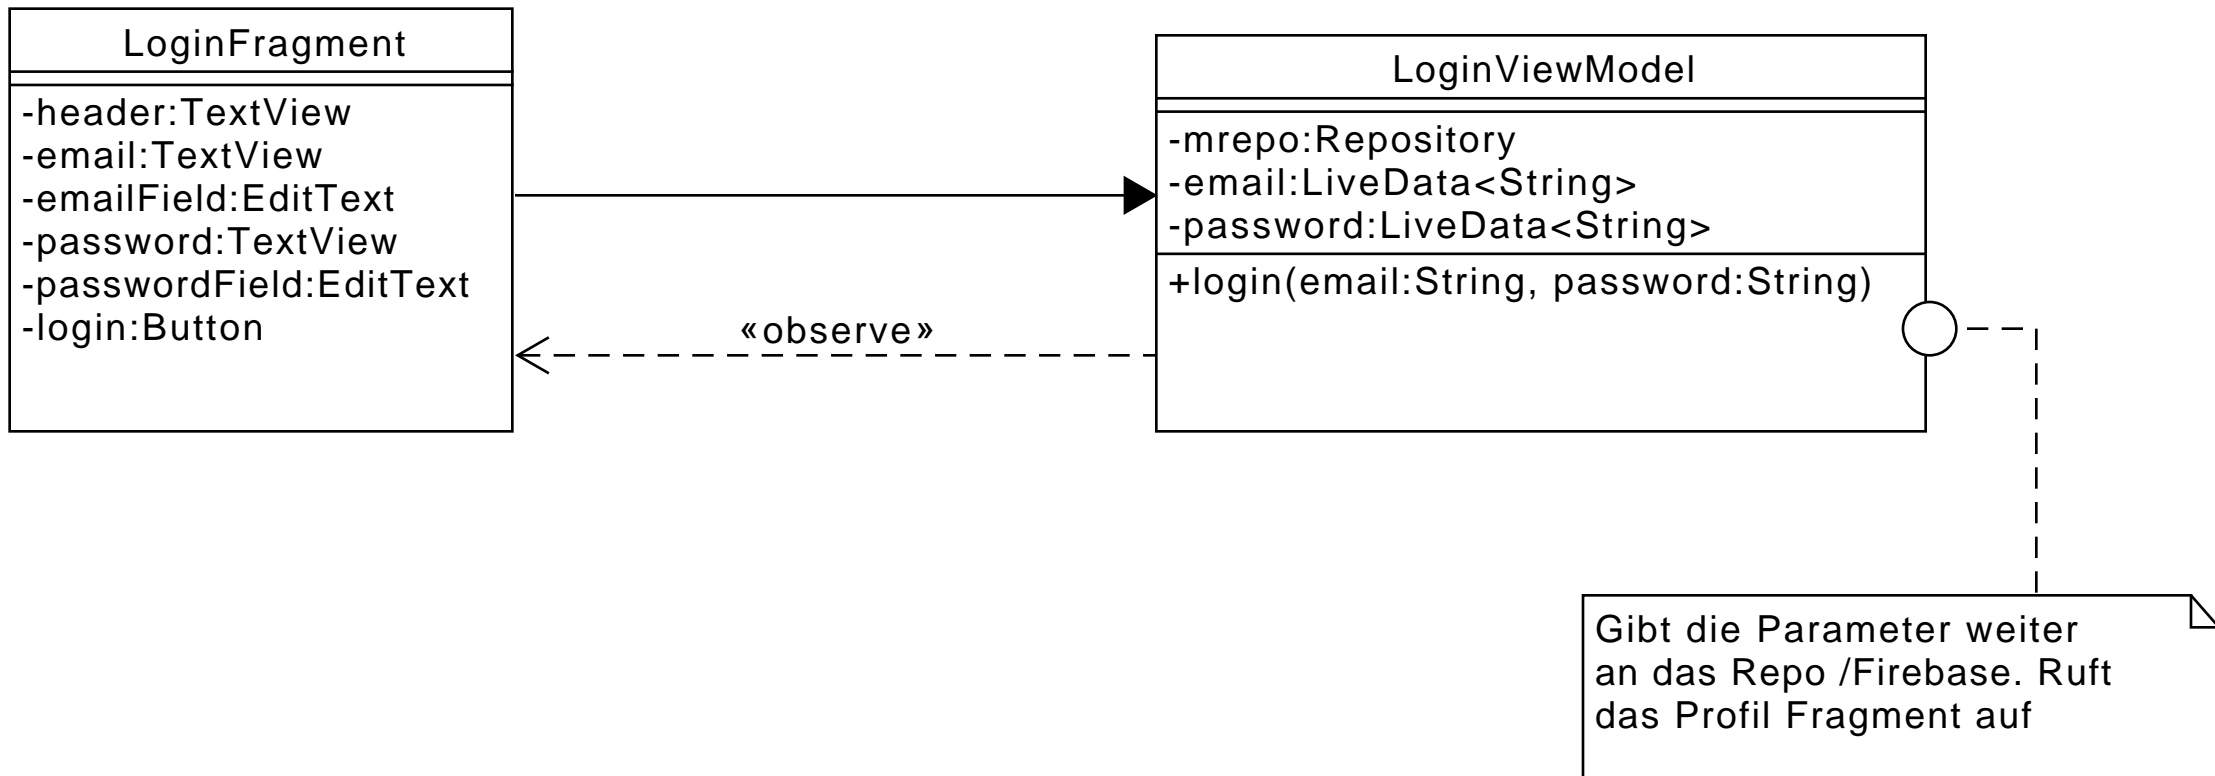 LoginFragment
-header:TextView
-email:TextView
-emailField:EditText
-password:TextView
-passwordField:EditText
-login:Button
«observe»
LoginViewModel
-mrepo:Repository
-email:LiveData<String>
-password:LiveData<String>
+login(email:String, password:String)
Gibt die Parameter weiter
an das Repo /Firebase. Ruft
das Profil Fragment auf